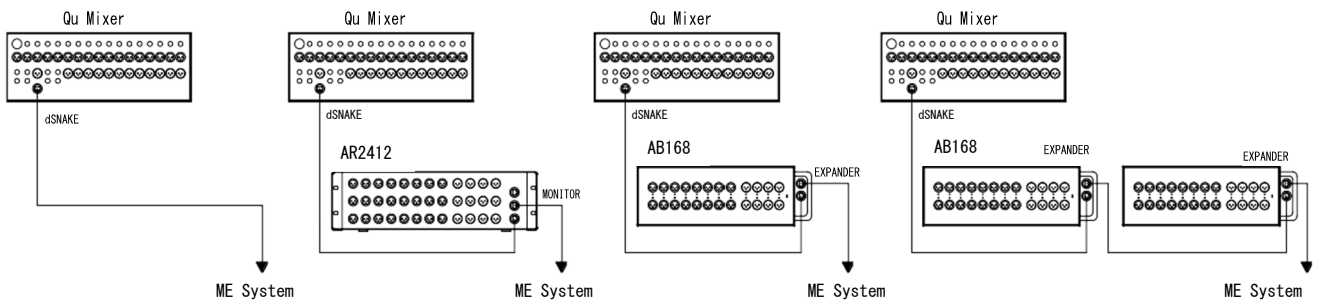 Qu Mixer
dSNAKE
ME System
Qu Mixer
dSNAKE
AR2412
MONITOR
ME System
Qu Mixer
dSNAKE
AB168
EXPANDER
ME System
Qu Mixer
dSNAKE
AB168
EXPANDER
EXPANDER
ME System